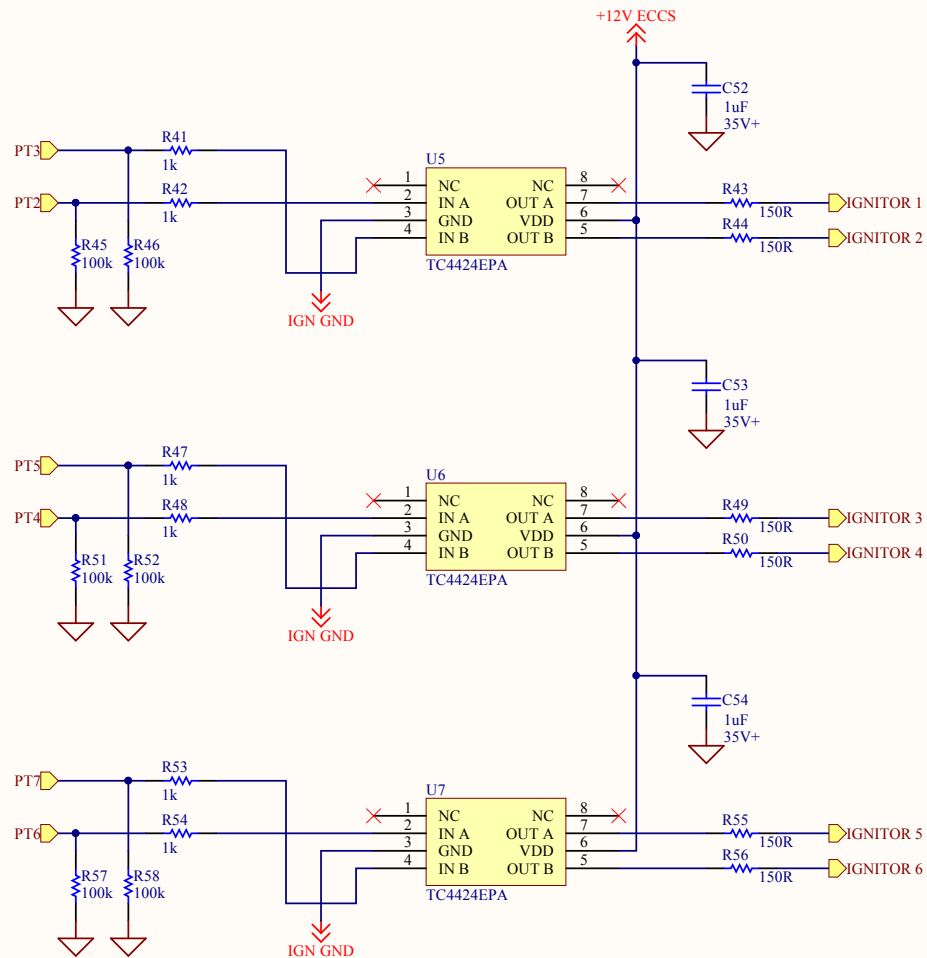 +12V ECCS
C52
1uF
35V+
R41
PT3
1k
U5
1 NC NC 8
R42
PT2
2 IN A OUT A 7
R43
IGNITOR 1
1k
150R
3 GND VDD 6
R44
4 IN B OUT B 5
IGNITOR 2
150R
R45
100k
R46
100k
TC4424EPA
IGN GND
C53
1uF
35V+
R47
PT5
1k
U6
1 NC NC 8
R48
PT4
2 IN A OUT A 7
R49
IGNITOR 3
1k
150R
3 GND VDD 6
R50
4 IN B OUT B 5
IGNITOR 4
150R
R51
100k
R52
100k
TC4424EPA
IGN GND
C54
1uF
35V+
R53
PT7
1k
U7
1 NC NC 8
R54
PT6
2 IN A OUT A 7
R55
IGNITOR 5
1k
150R
3 GND VDD 6
R56
4 IN B OUT B 5
IGNITOR 6
150R
R57
100k
R58
100k
TC4424EPA
IGN GND